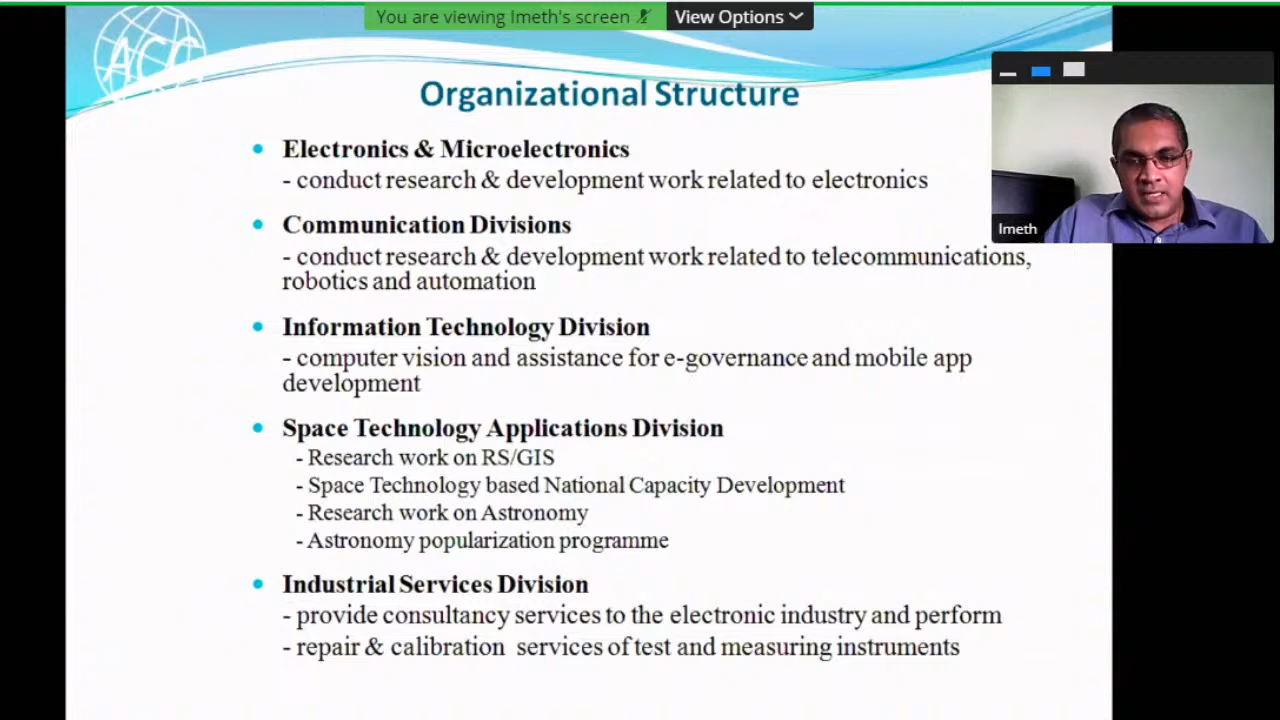 You are viewing Imeth's screen
View Options
ACC
Organizational Structure
Electronics & Microelectronics
- conduct research & development work related to electronics
Communication Divisions
- conduct research & development work related to telecommunications,
robotics and automation
Information Technology Division
- computer vision and assistance for e-governance and mobile app
development
Space Technology Applications Division
- Research work on RS/GIS
- Space Technology based National Capacity Development
- Research work on Astronomy
- Astronomy popularization programme
Industrial Services Division
- provide consultancy services to the electronic industry and perform
- repair & calibration services of test and measuring instruments
Imeth